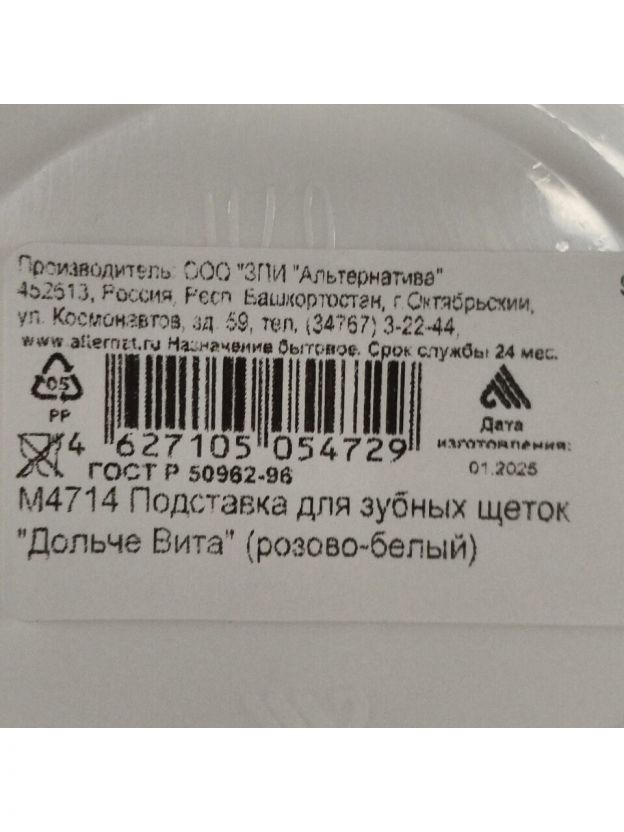 Производитель: ООО "ЗПИ "Альтернатива"
452613, Россия, Респ. Башкортостан, г.Октябрьский,
ул. Космонавтов, зд. 59, тел. (34767) 3-22-44,
www.alternat.ru Назначение бытовое. Срок службы 24 мес.
05
PP
4 627105 054729
ГОСТ Р 50962-96
Дата
изготовления:
01.2025
М4714 Подставка для зубных щеток
"Дольче Вита" (розово-белый)